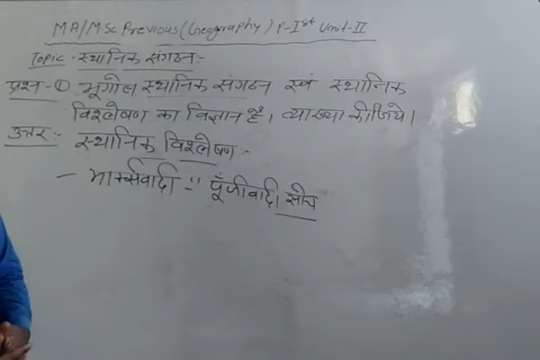 MA/MSc Previous (Geography) P-Ist Unit-II
Topic - स्थानिक संगठन:-
प्रश्न-① भूगोल स्थानिक संगठन एवं स्थानिक
विश्लेषण का विज्ञान है। व्याख्या कीजिये।
उत्तर:- स्थानिक विश्लेषण:-
- मार्क्सवादी - " पूँजीवादी सोच